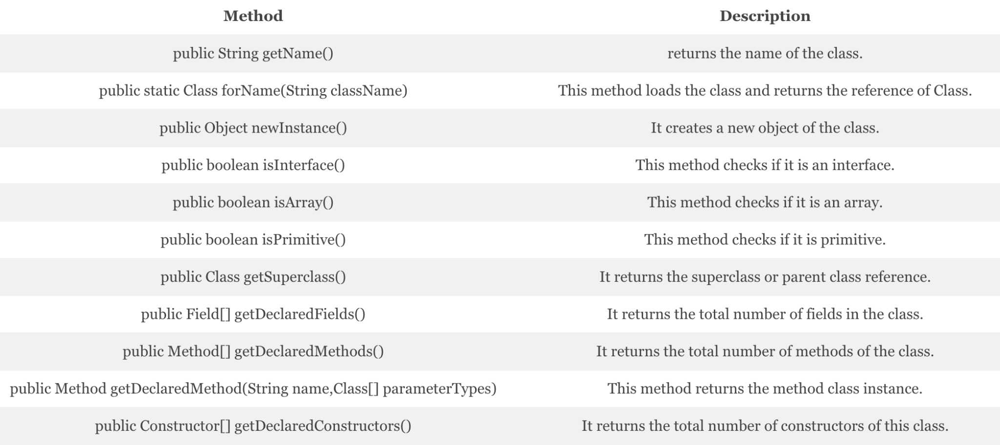 Method Description
public String getName() returns the name of the class.
public static Class forName(String className) This method loads the class and returns the reference of Class.
public Object newInstance() It creates a new object of the class.
public boolean isInterface() This method checks if it is an interface.
public boolean isArray() This method checks if it is an array.
public boolean isPrimitive() This method checks if it is primitive.
public Class getSuperclass() It returns the superclass or parent class reference.
public Field[] getDeclaredFields() It returns the total number of fields in the class.
public Method[] getDeclaredMethods() It returns the total number of methods of the class.
public Method getDeclaredMethod(String name,Class[] parameterTypes) This method returns the method class instance.
public Constructor[] getDeclaredConstructors() It returns the total number of constructors of this class.